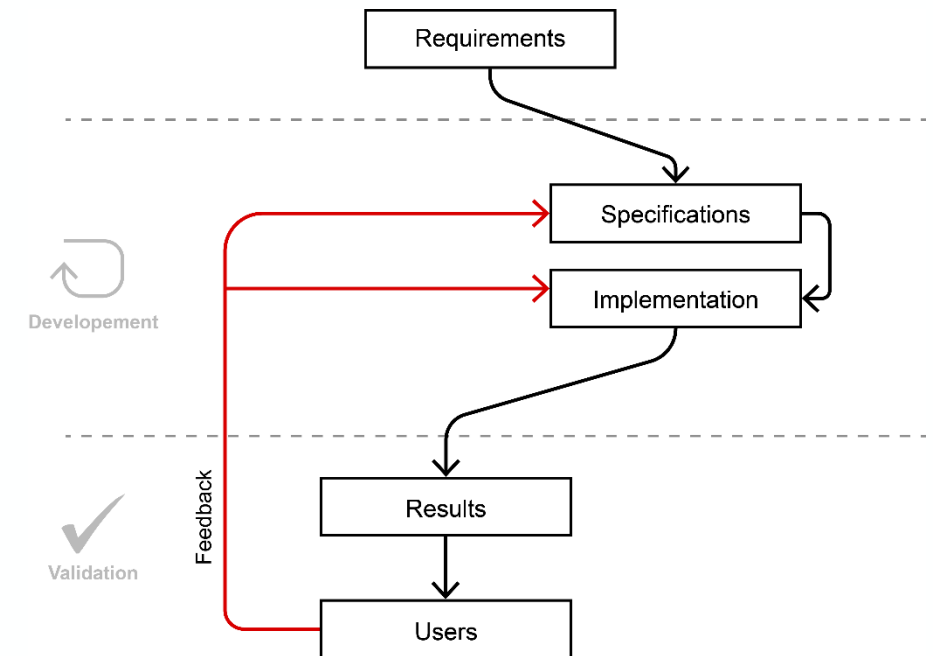 Requirements
Specifications
Implementation
Developement
Results
Feedback
Validation
Users